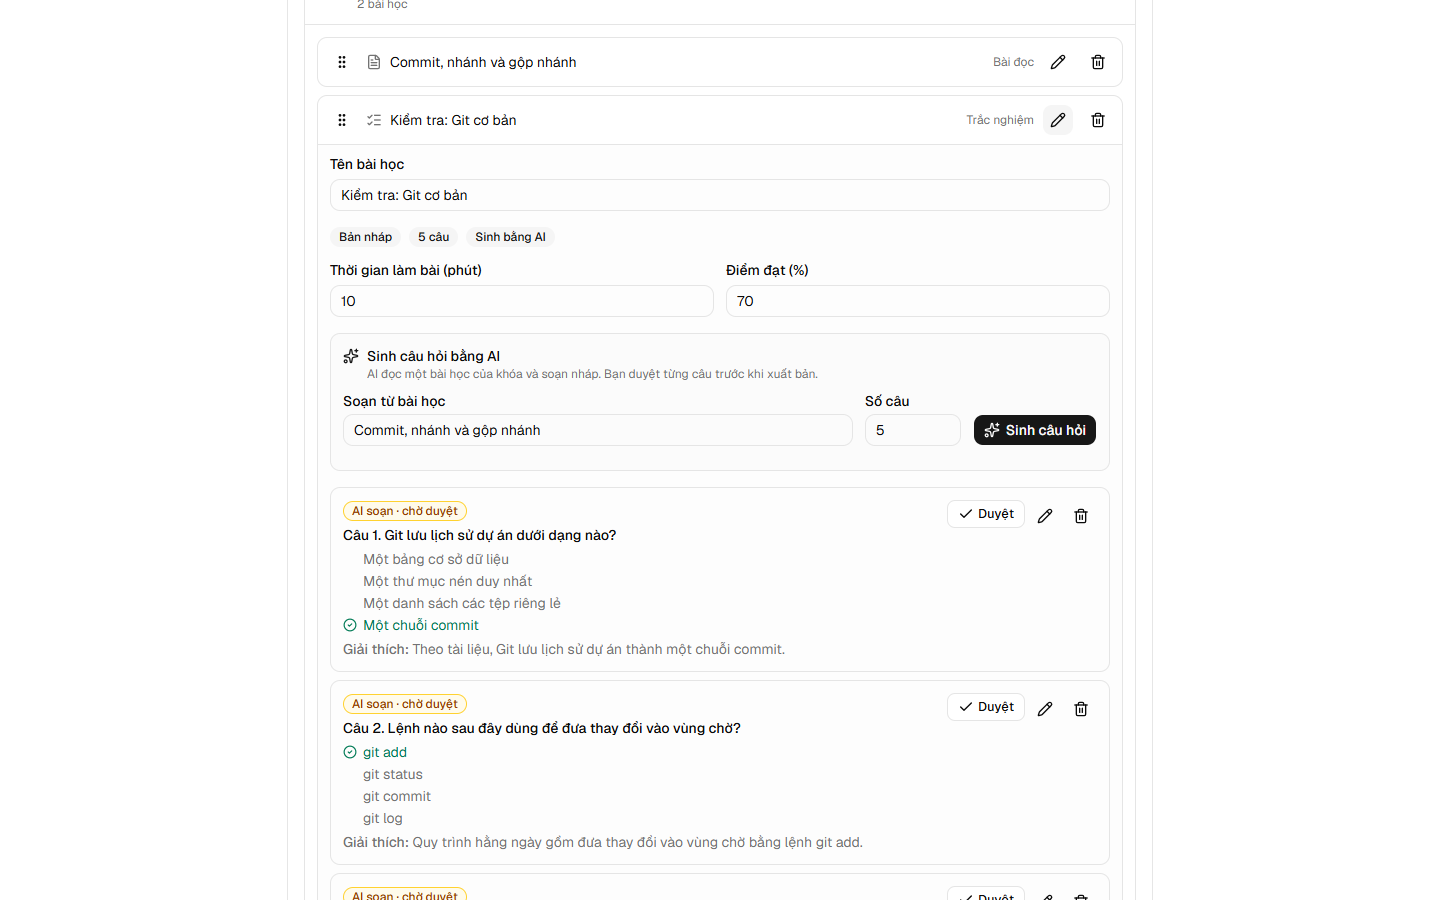 2 bài học
Commit, nhánh và gộp nhánh
Bài đọc
Kiểm tra: Git cơ bản
Trắc nghiệm
Tên bài học
Kiểm tra: Git cơ bản
Bản nháp
5 câu
Sinh bằng AI
Thời gian làm bài (phút)
Điểm đạt (%)
10
70
Sinh câu hỏi bằng AI
AI đọc một bài học của khóa và soạn nháp. Bạn duyệt từng câu trước khi xuất bản.
Soạn từ bài học
Số câu
Commit, nhánh và gộp nhánh
5
Sinh câu hỏi
AI soạn · chờ duyệt
Duyệt
Câu 1. Git lưu lịch sử dự án dưới dạng nào?
Một bảng cơ sở dữ liệu
Một thư mục nén duy nhất
Một danh sách các tệp riêng lẻ
Một chuỗi commit
Giải thích: Theo tài liệu, Git lưu lịch sử dự án thành một chuỗi commit.
AI soạn · chờ duyệt
Duyệt
Câu 2. Lệnh nào sau đây dùng để đưa thay đổi vào vùng chờ?
git add
git status
git commit
git log
Giải thích: Quy trình hằng ngày gồm đưa thay đổi vào vùng chờ bằng lệnh git add.
AI soạn · chờ duyệt
Duyệt